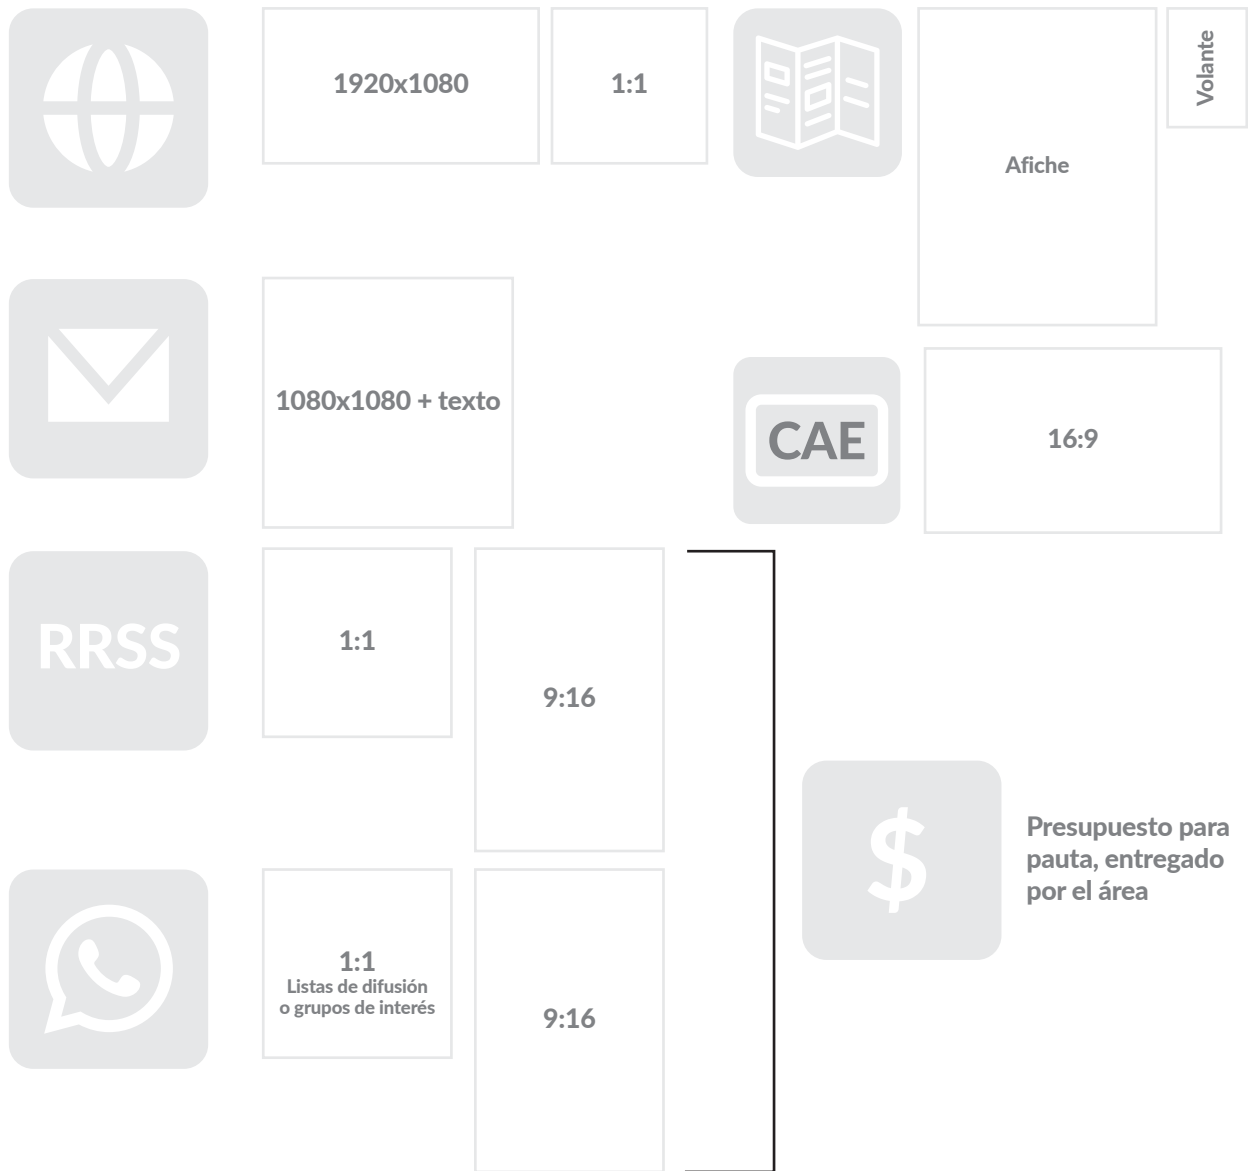 1920x1080
1:1
Afiche
Volante
1080x1080 + texto
CAE
16:9
RRSS
1:1
9:16
$
Presupuesto para
pauta, entregado
por el área
1:1
Listas de difusión
o grupos de interés
9:16